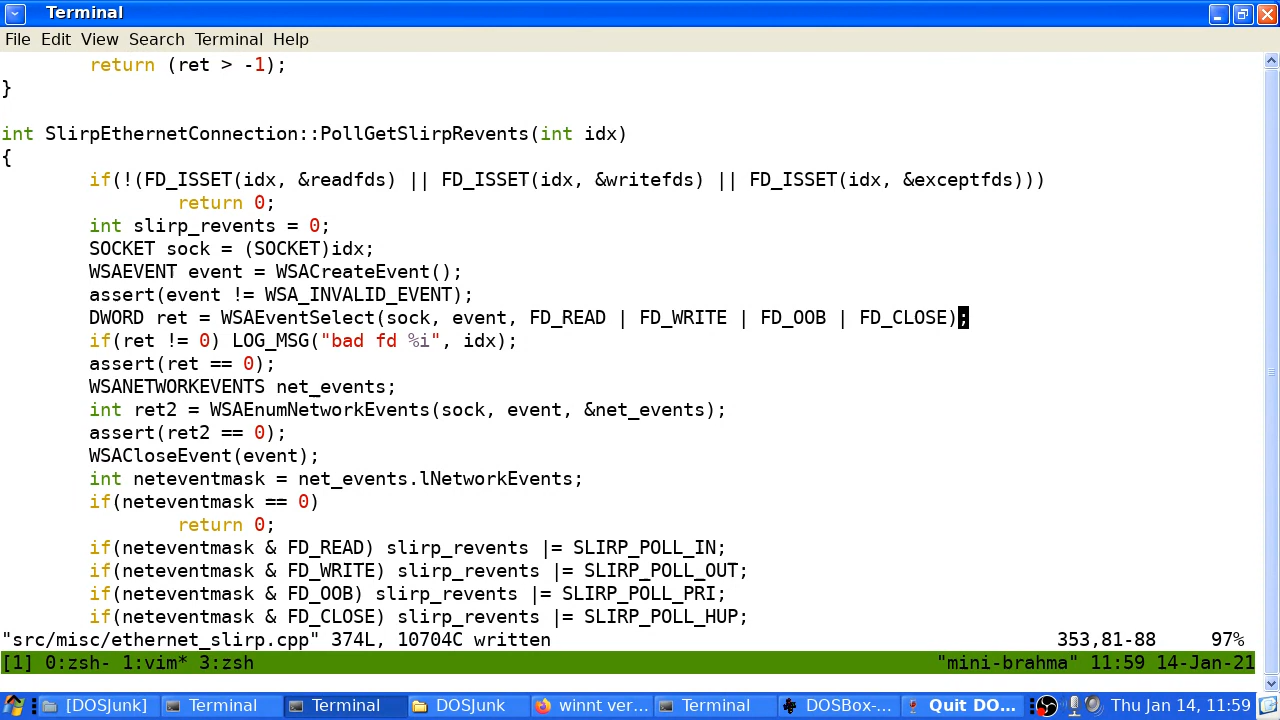 Terminal
File Edit View Search Terminal Help
        return (ret > -1);
}
int SlirpEthernetConnection::PollGetSlirpRevents(int idx)
{
        if(!(FD_ISSET(idx, &readfds) || FD_ISSET(idx, &writefds) || FD_ISSET(idx, &exceptfds)))
                return 0;
        int slirp_revents = 0;
        SOCKET sock = (SOCKET)idx;
        WSAEVENT event = WSACreateEvent();
        assert(event != WSA_INVALID_EVENT);
        DWORD ret = WSAEventSelect(sock, event, FD_READ | FD_WRITE | FD_OOB | FD_CLOSE);
        if(ret != 0) LOG_MSG("bad fd %i", idx);
        assert(ret == 0);
        WSANETWORKEVENTS net_events;
        int ret2 = WSAEnumNetworkEvents(sock, event, &net_events);
        assert(ret2 == 0);
        WSACloseEvent(event);
        int neteventmask = net_events.lNetworkEvents;
        if(neteventmask == 0)
                return 0;
        if(neteventmask & FD_READ) slirp_revents |= SLIRP_POLL_IN;
        if(neteventmask & FD_WRITE) slirp_revents |= SLIRP_POLL_OUT;
        if(neteventmask & FD_OOB) slirp_revents |= SLIRP_POLL_PRI;
        if(neteventmask & FD_CLOSE) slirp_revents |= SLIRP_POLL_HUP;
"src/misc/ethernet_slirp.cpp" 374L, 10704C written 353,81-88 97%
[1] 0:zsh- 1:vim* 3:zsh "mini-brahma" 11:59 14-Jan-21
[DOSJunk] Terminal Terminal DOSJunk winnt ver... Terminal DOSBox-... Quit DO... Thu Jan 14, 11:59